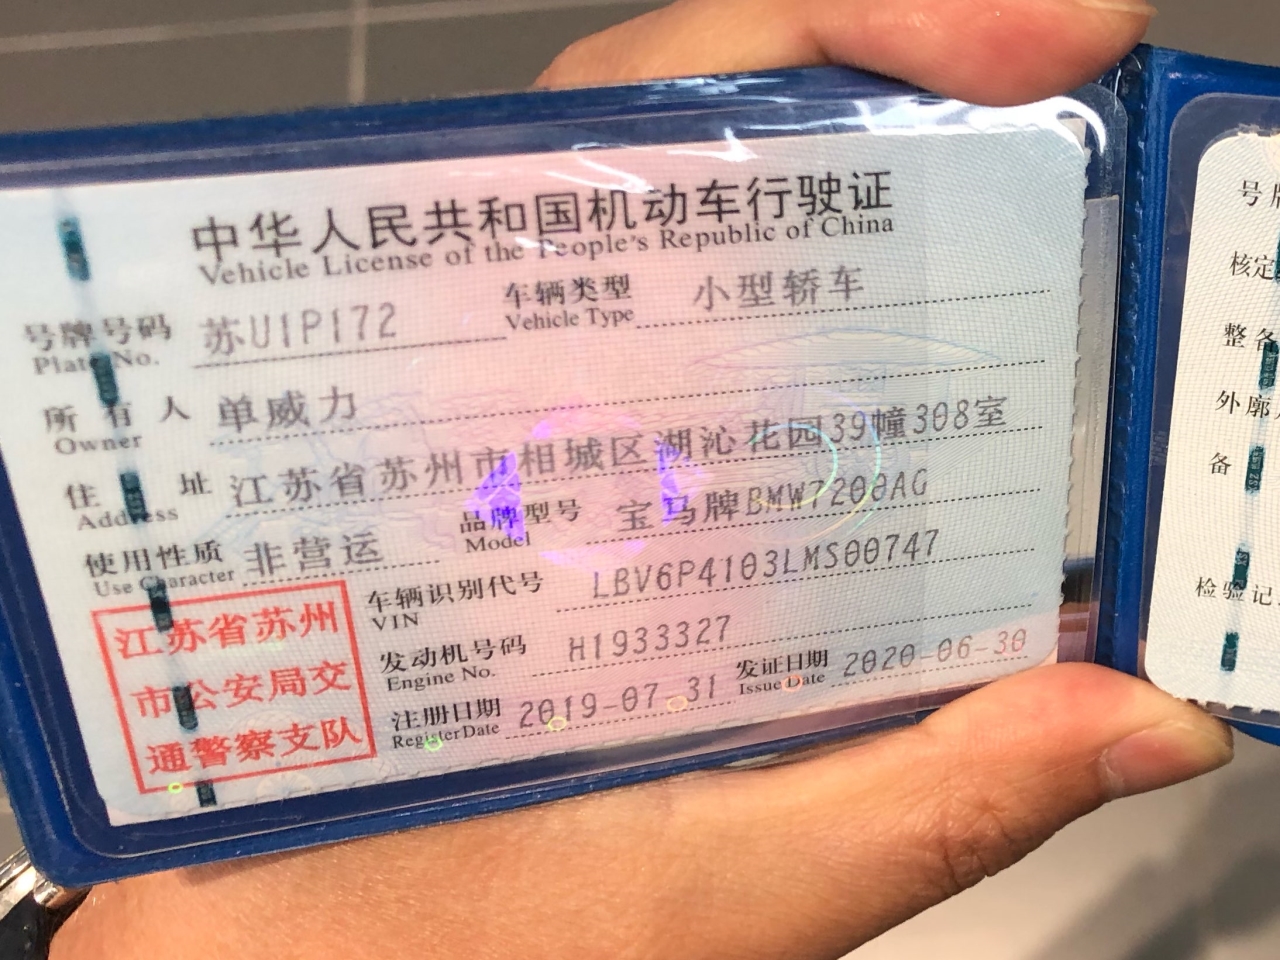 中华人民共和国机动车行驶证
Vehicle License of the People's Republic of China
号牌号码 苏U1P172 车辆类型 小型轿车
Plate No. Vehicle Type
所有人 单威力
Owner
住址 江苏省苏州市相城区湖沁花园39幢308室
Address
使用性质 非营运 品牌型号 宝马牌BMW7200AG
Use Character Model
江苏省苏州
市公安局交
通警察支队
车辆识别代号 LBV6P4103LMS00747
VIN
发动机号码 H1933327
Engine No.
注册日期 2019-07-31 发证日期 2020-06-30
Register Date Issue Date
号牌
核定
整备
外廓
备
检验记